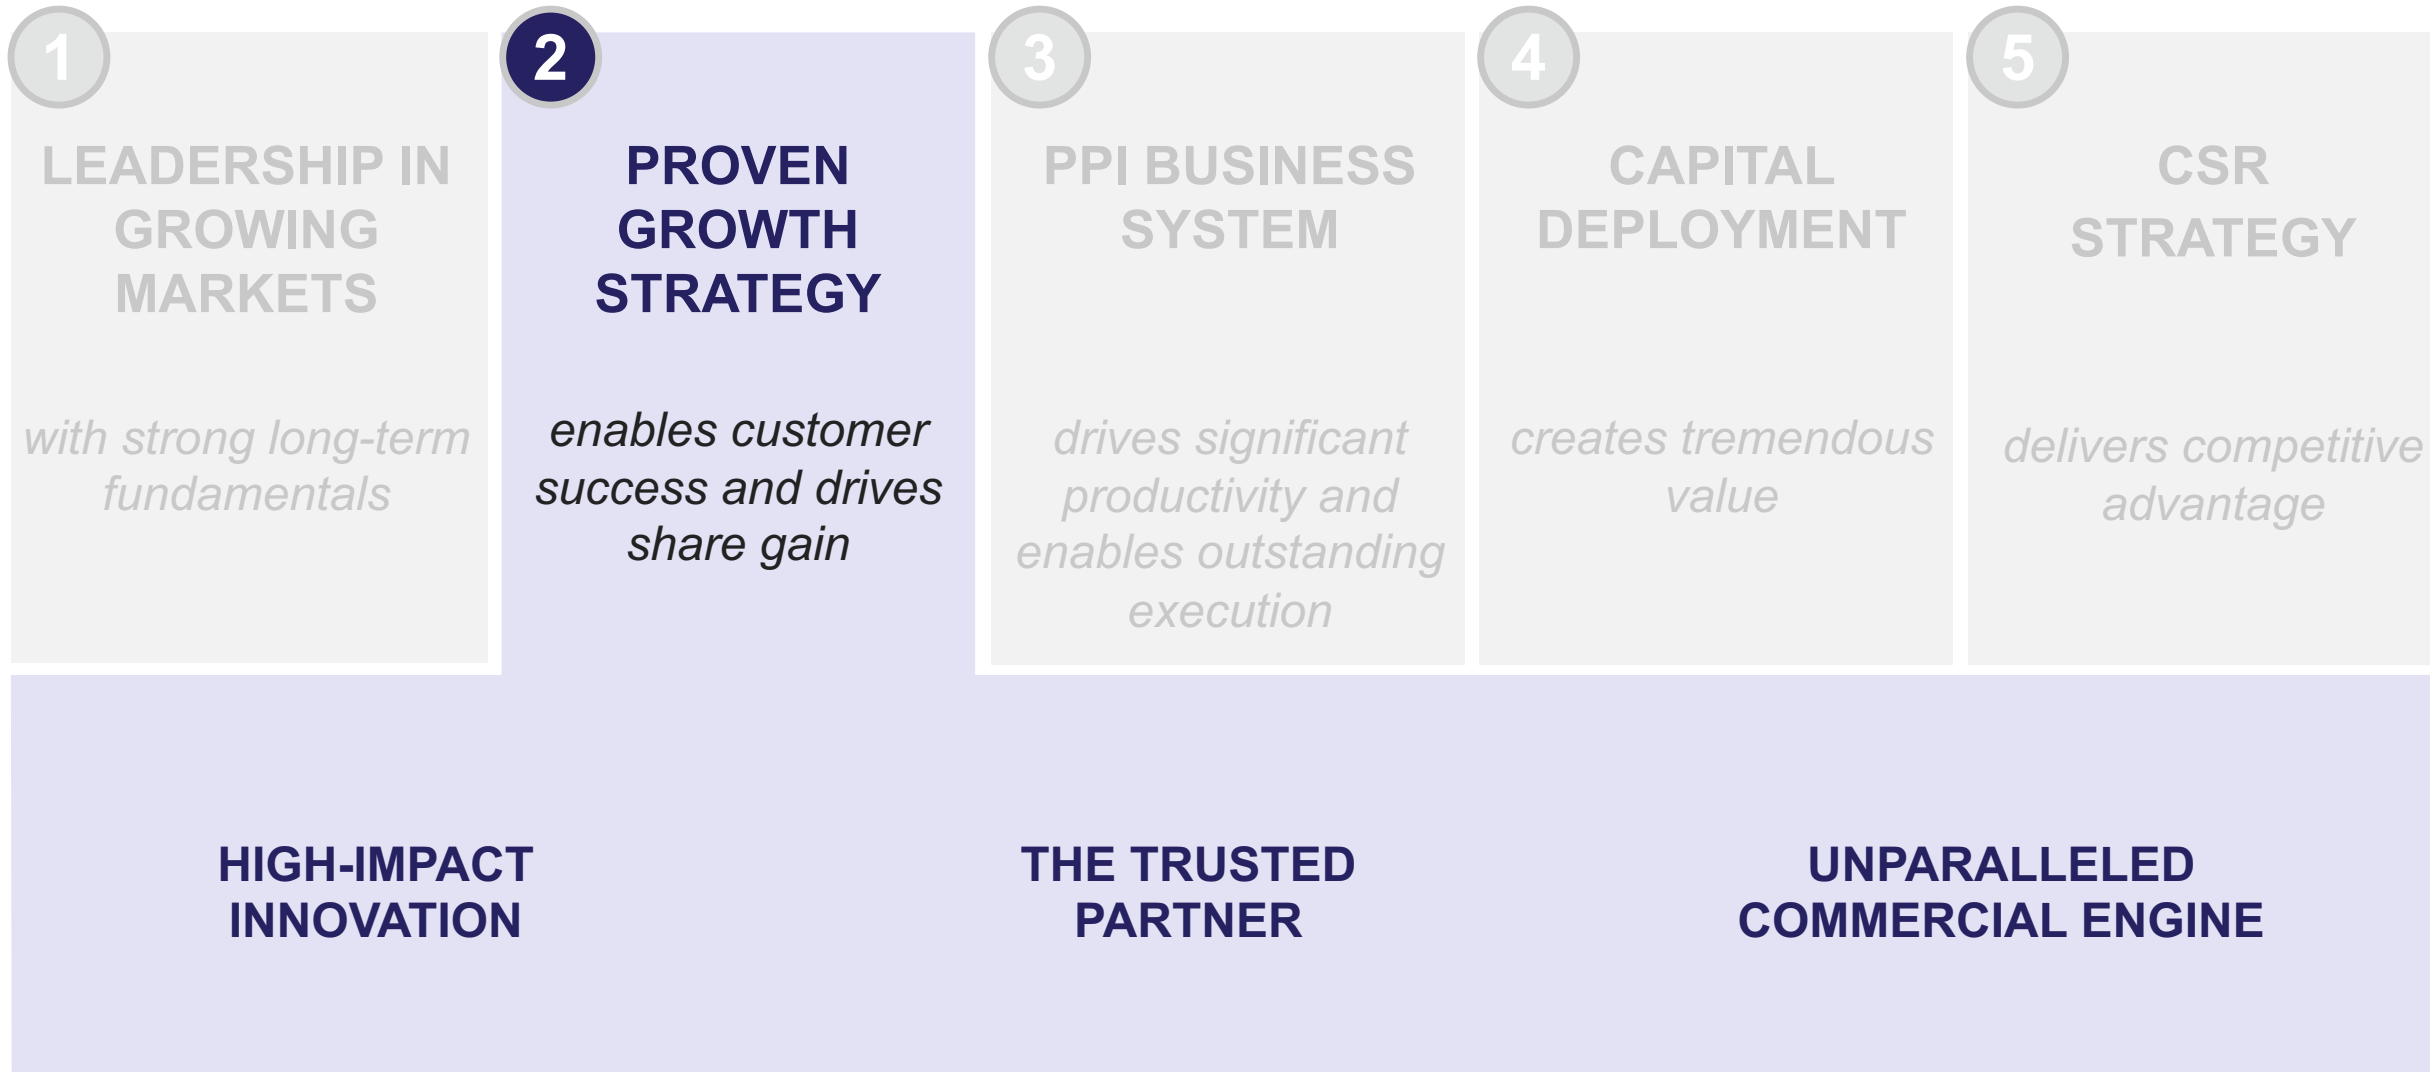 1
LEADERSHIP IN
GROWING
MARKETS
with strong long-term
fundamentals
2
PROVEN
GROWTH
STRATEGY
enables customer
success and drives
share gain
3
PPI BUSINESS
SYSTEM
drives significant
productivity and
enables outstanding
execution
4
CAPITAL
DEPLOYMENT
creates tremendous
value
5
CSR
STRATEGY
delivers competitive
advantage
HIGH-IMPACT
INNOVATION
THE TRUSTED
PARTNER
UNPARALLELED
COMMERCIAL ENGINE